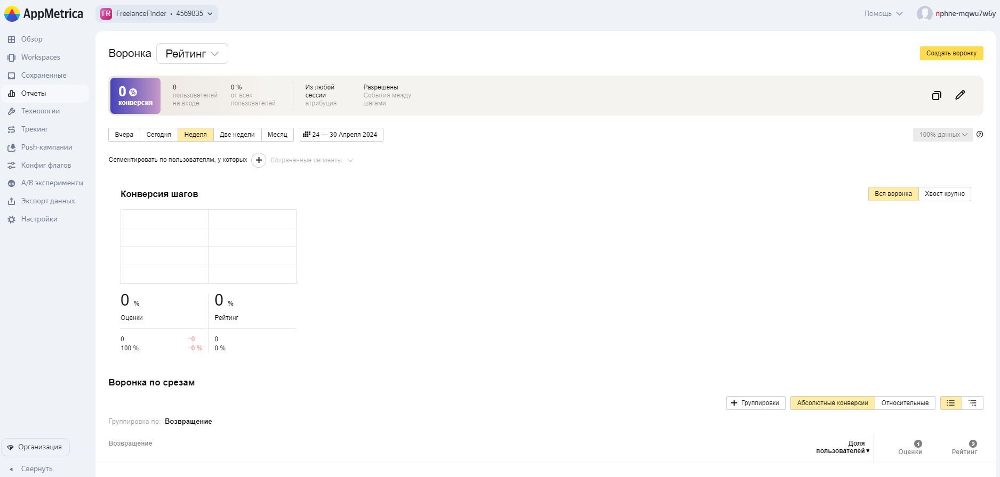 AppMetrica
FR FreelanceFinder • 4569835
Помощь
nphne-mqwu7w6y
Обзор
Workspaces
Сохраненные
Отчеты
Технологии
Трекинг
Push-кампании
Конфиг флагов
A/B эксперименты
Экспорт данных
Настройки
Организация
Свернуть
Воронка Рейтинг
Создать воронку
0 %
конверсия
0
пользователей
на входе
0 %
от всех
пользователей
Из любой
сессии
атрибуция
Разрешены
События между
шагами
Вчера Сегодня Неделя Две недели Месяц 24 — 30 Апреля 2024
100% данных ?
Сегментировать по пользователям, у которых + Сохранённые сегменты
Конверсия шагов
Вся воронка Хвост крупно
0 % 0 %
Оценки Рейтинг
0 −0 0
100 % −0 % 0 %
Воронка по срезам
+ Группировки Абсолютные конверсии Относительные
Группировка по: Возвращение
Возвращение
Доля
пользователей ▼
1
Оценки
2
Рейтинг